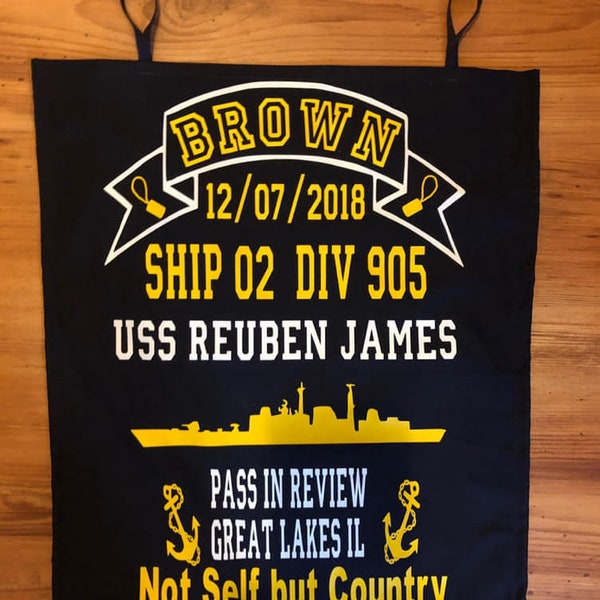 BROWN
12/07/2018
SHIP 02 DIV 905
USS REUBEN JAMES
PASS IN REVIEW
GREAT LAKES IL
Not Self but Country